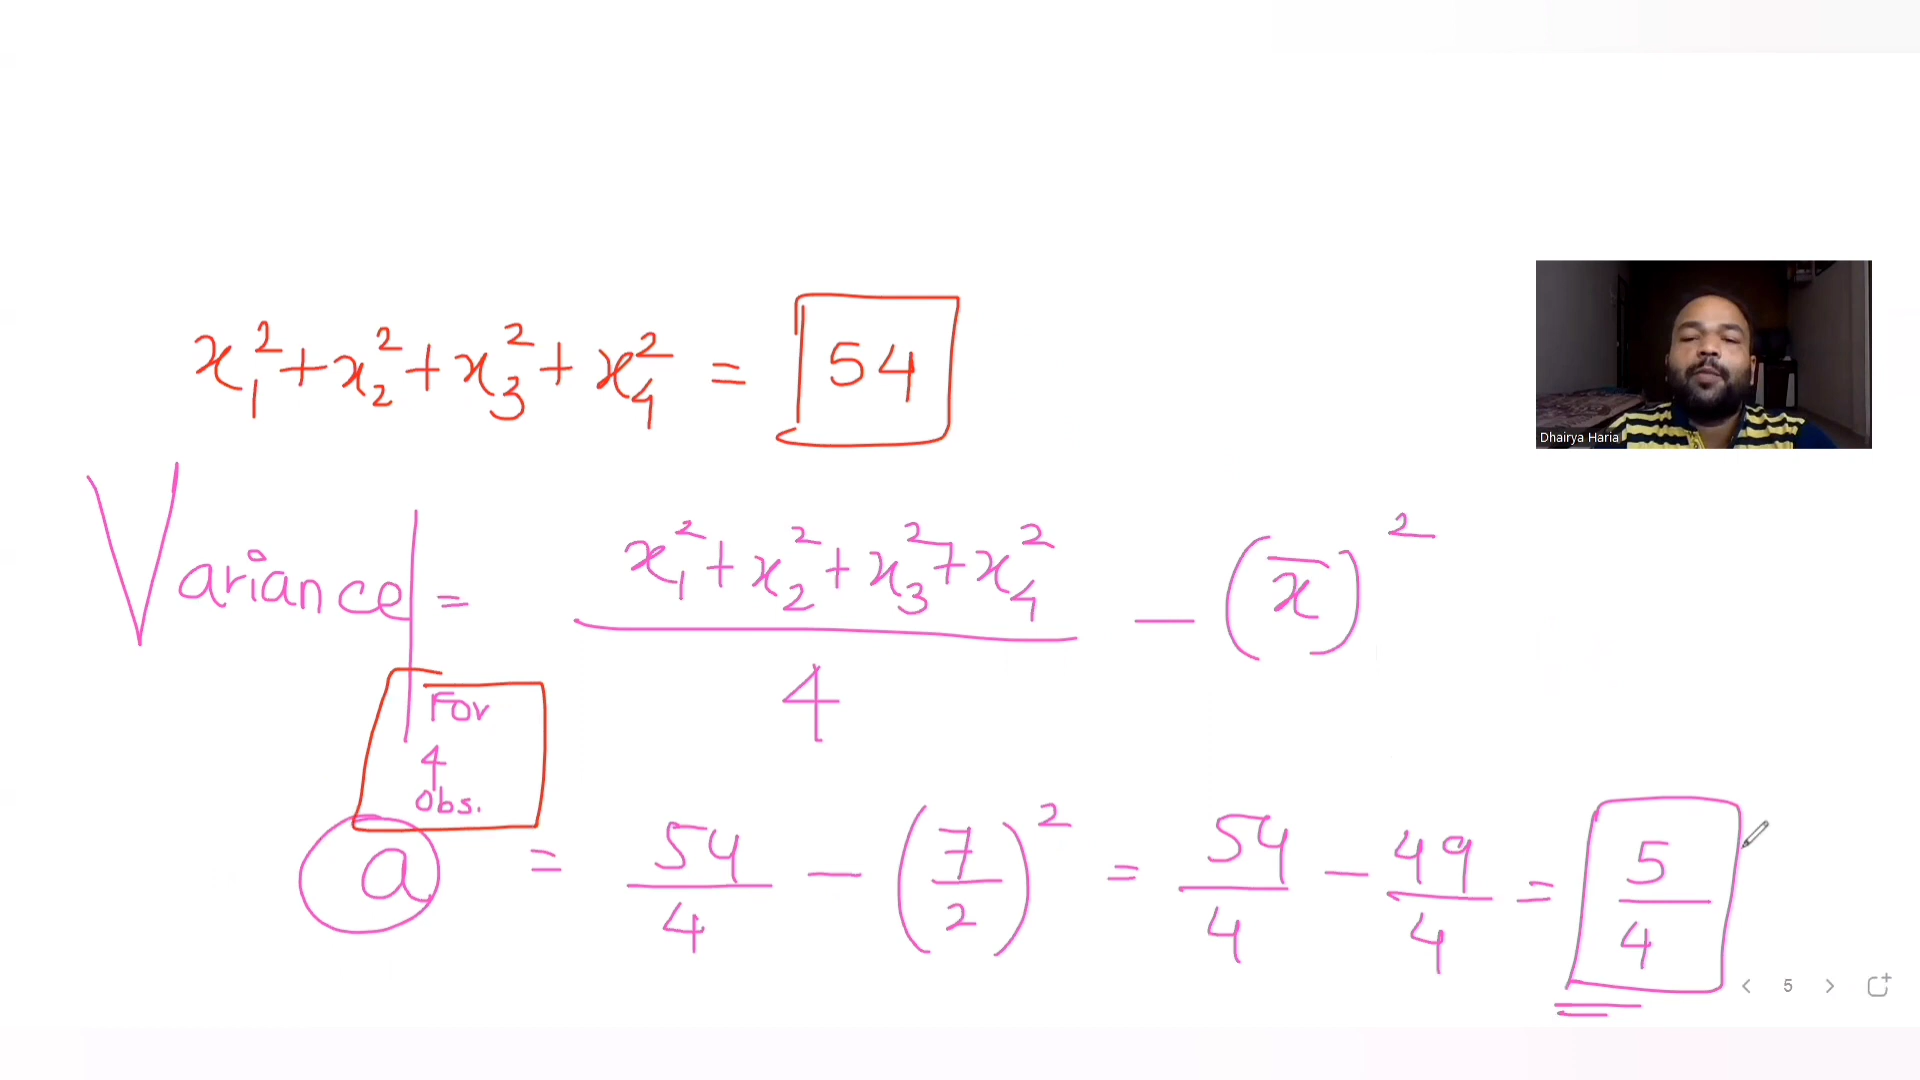 x₁² + x₂² + x₃² + x₄² = 54
Dhairya Haria
Variance = (x₁² + x₂² + x₃² + x₄²)/4 − (x̄)²
For
4
obs.
a = 54/4 − (7/2)² = 54/4 − 49/4 = 5/4
< 5 >